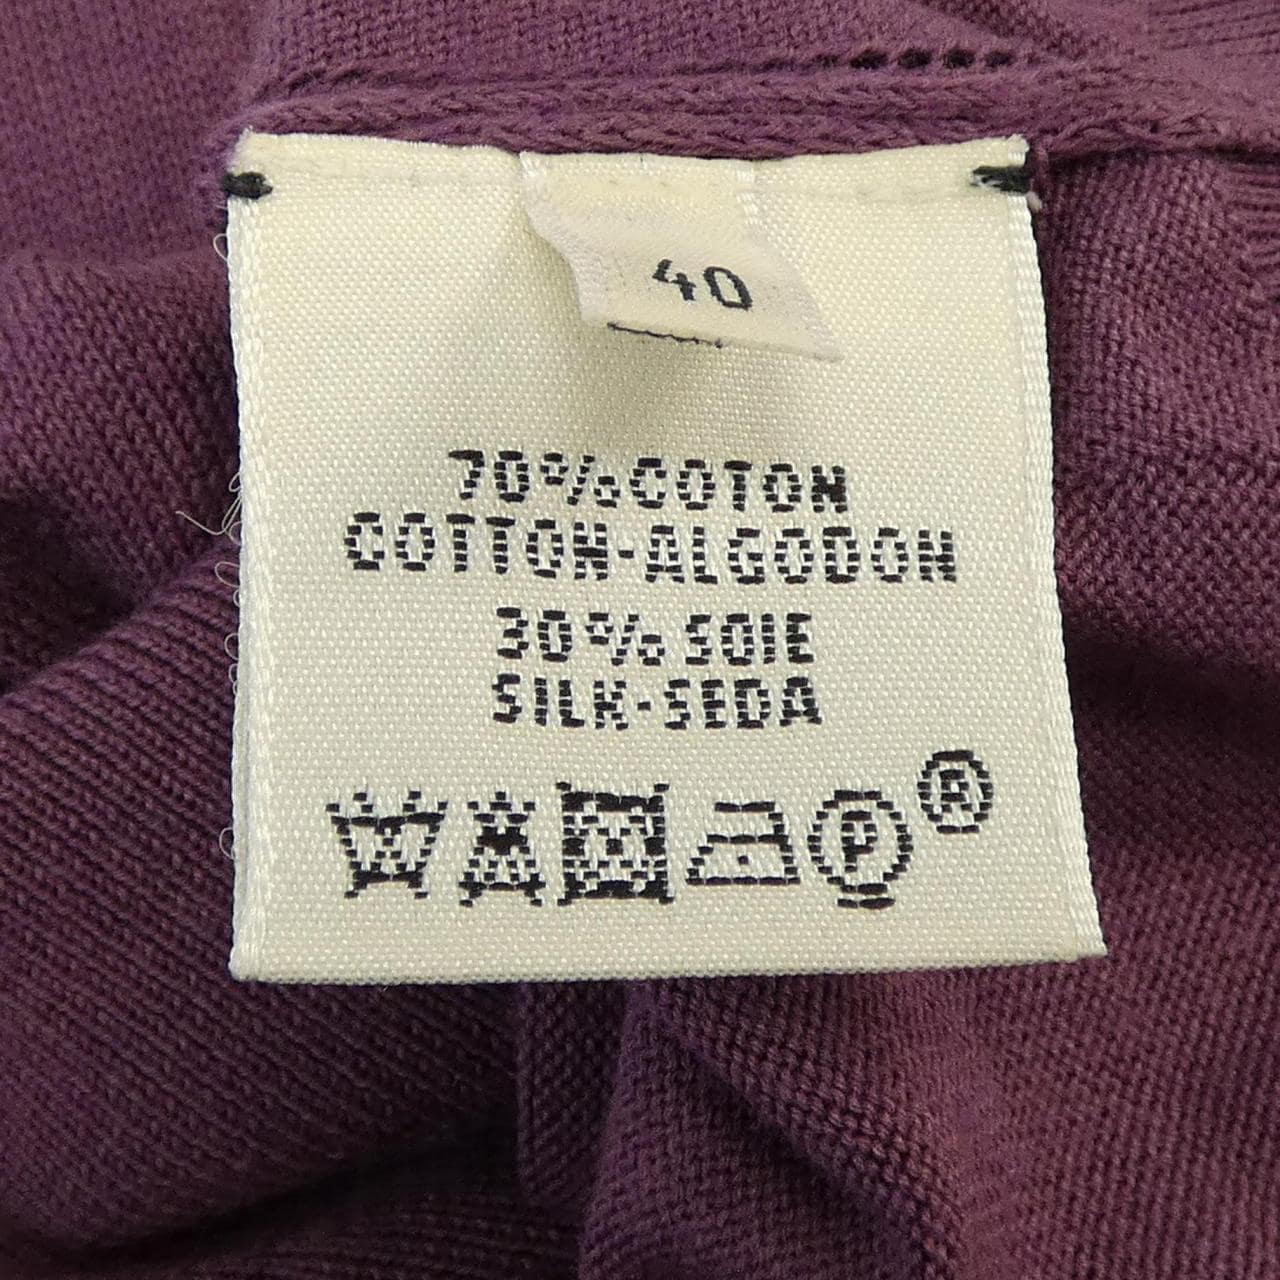 40
70% COTON
COTTON-ALGODON
30% SOIE
SILK-SEDA
P ®